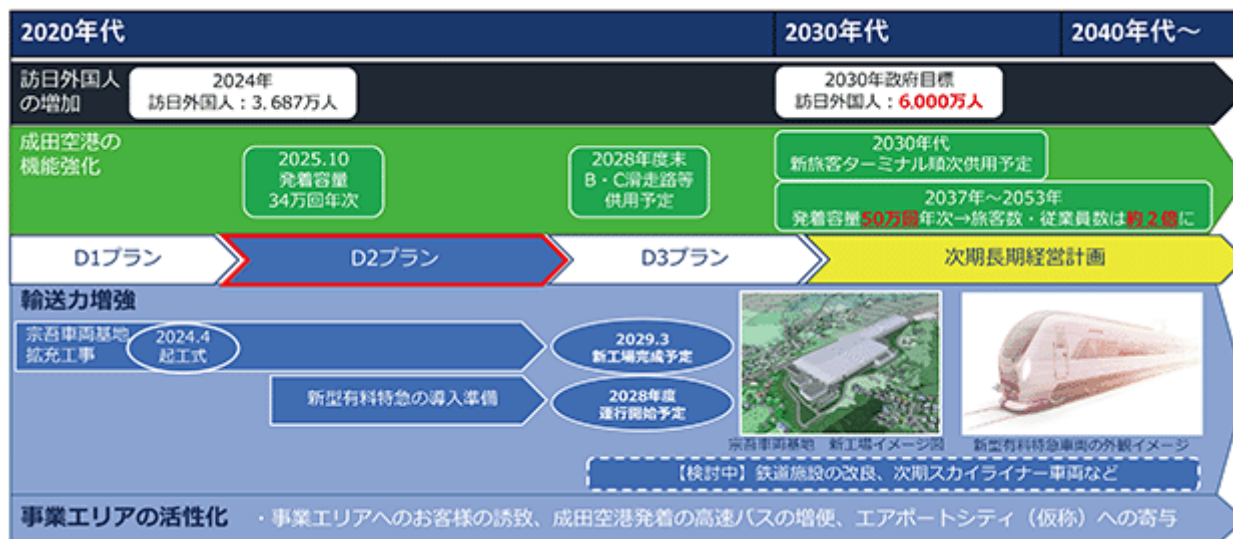 2020年代
2030年代
2040年代～
訪日外国人
の増加
2024年
訪日外国人：3,687万人
2030年政府目標
訪日外国人：6,000万人
成田空港の
機能強化
2025.10
発着容量
34万回年次
2028年度末
B・C滑走路等
供用予定
2030年代
新旅客ターミナル順次供用予定
2037年～2053年
発着容量50万回年次→旅客数・従業員数は約２倍に
D1プラン
D2プラン
D3プラン
次期長期経営計画
輸送力増強
宗吾車両基地
拡充工事
2024.4
起工式
2029.3
新工場完成予定
新型有料特急の導入準備
2028年度
運行開始予定
宗吾車両基地　新工場イメージ図
新型有料特急車両の外観イメージ
【検討中】鉄道施設の改良、次期スカイライナー車両など
事業エリアの活性化
・事業エリアへのお客様の誘致、成田空港発着の高速バスの増便、エアポートシティ（仮称）への寄与